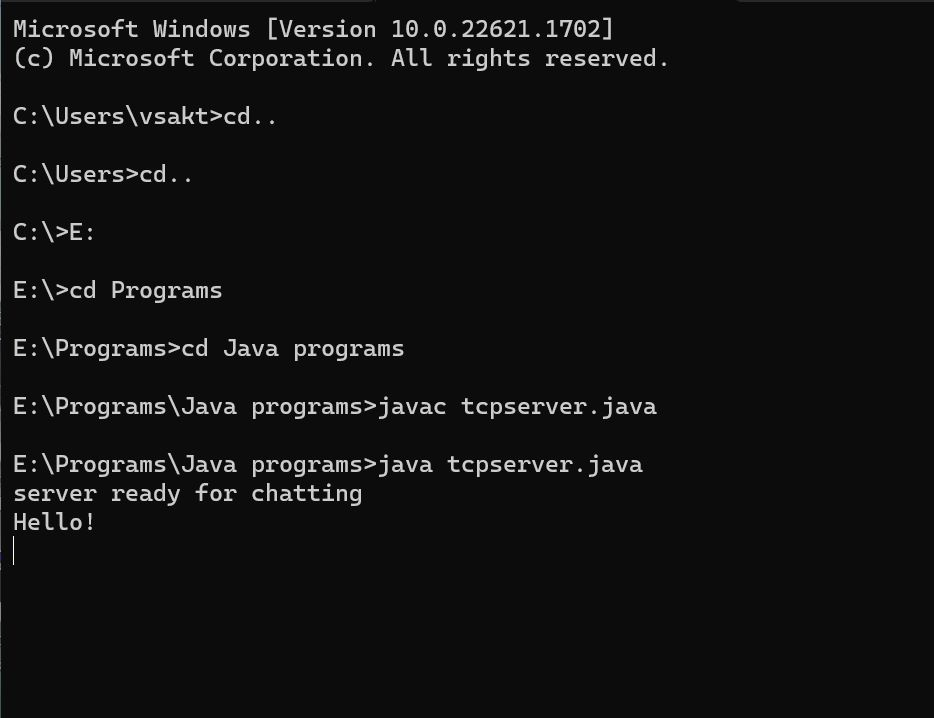 Microsoft Windows [Version 10.0.22621.1702]
(c) Microsoft Corporation. All rights reserved.
C:\Users\vsakt>cd..
C:\Users>cd..
C:\>E:
E:\>cd Programs
E:\Programs>cd Java programs
E:\Programs\Java programs>javac tcpserver.java
E:\Programs\Java programs>java tcpserver.java
server ready for chatting
Hello!